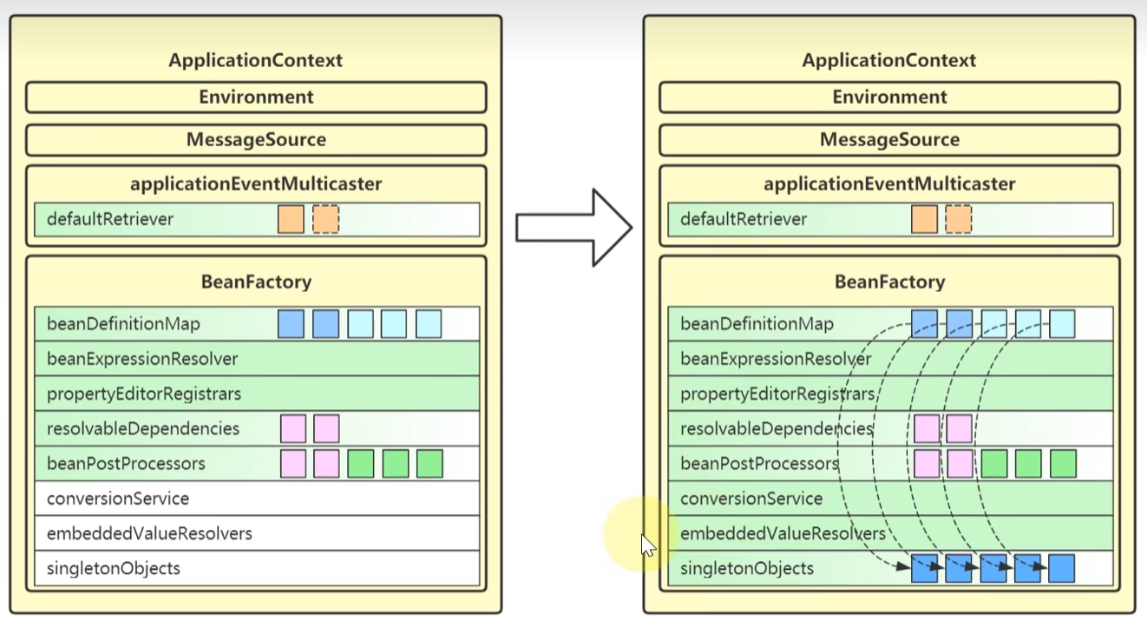 ApplicationContext
Environment
MessageSource
applicationEventMulticaster
defaultRetriever
BeanFactory
beanDefinitionMap
beanExpressionResolver
propertyEditorRegistrars
resolvableDependencies
beanPostProcessors
conversionService
embeddedValueResolvers
singletonObjects
ApplicationContext
Environment
MessageSource
applicationEventMulticaster
defaultRetriever
BeanFactory
beanDefinitionMap
beanExpressionResolver
propertyEditorRegistrars
resolvableDependencies
beanPostProcessors
conversionService
embeddedValueResolvers
singletonObjects